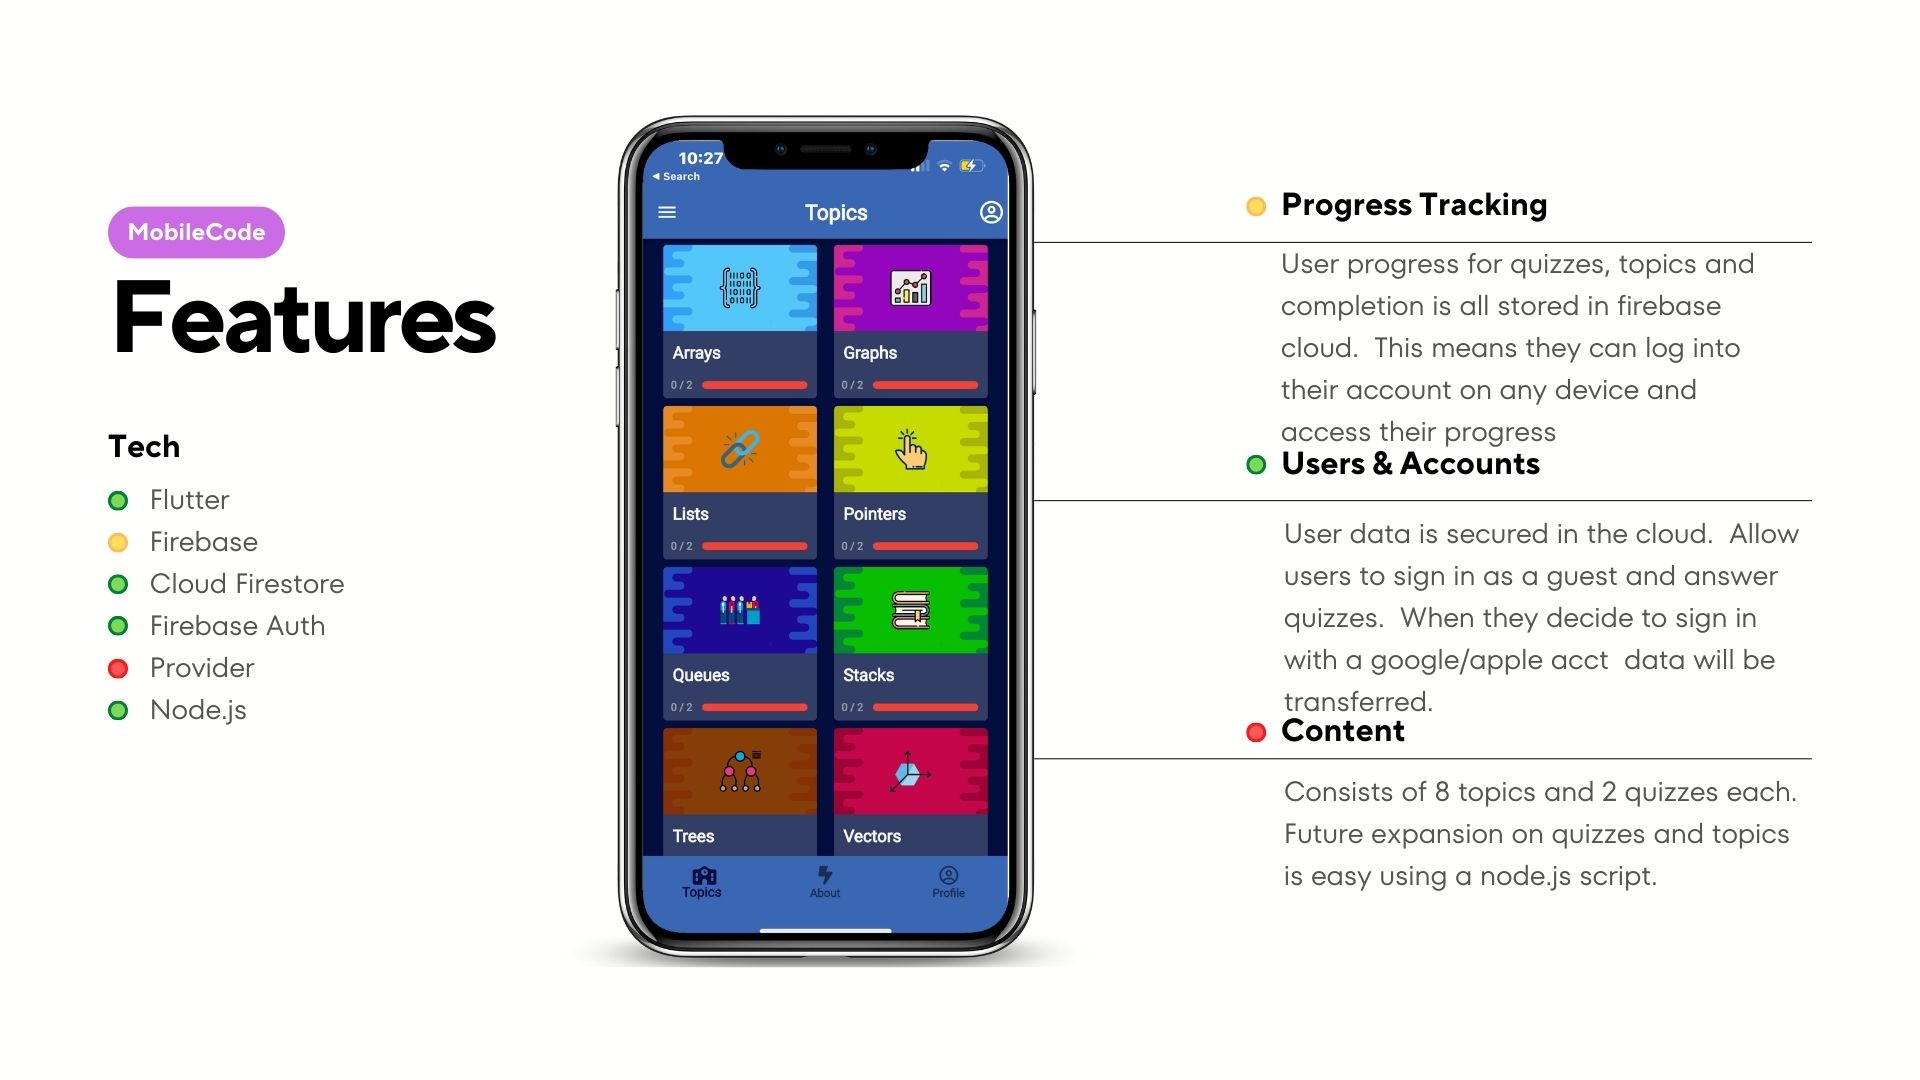 MobileCode
Features
Tech
Flutter
Firebase
Cloud Firestore
Firebase Auth
Provider
Node.js
10:27
◀ Search
Topics
Arrays
0 / 2
Graphs
0 / 2
Lists
0 / 2
Pointers
0 / 2
Queues
0 / 2
Stacks
0 / 2
Trees
Vectors
Topics
About
Profile
Progress Tracking
User progress for quizzes, topics and
completion is all stored in firebase
cloud.  This means they can log into
their account on any device and
access their progress
Users & Accounts
User data is secured in the cloud.  Allow
users to sign in as a guest and answer
quizzes.  When they decide to sign in
with a google/apple acct  data will be
transferred.
Content
Consists of 8 topics and 2 quizzes each.
Future expansion on quizzes and topics
is easy using a node.js script.